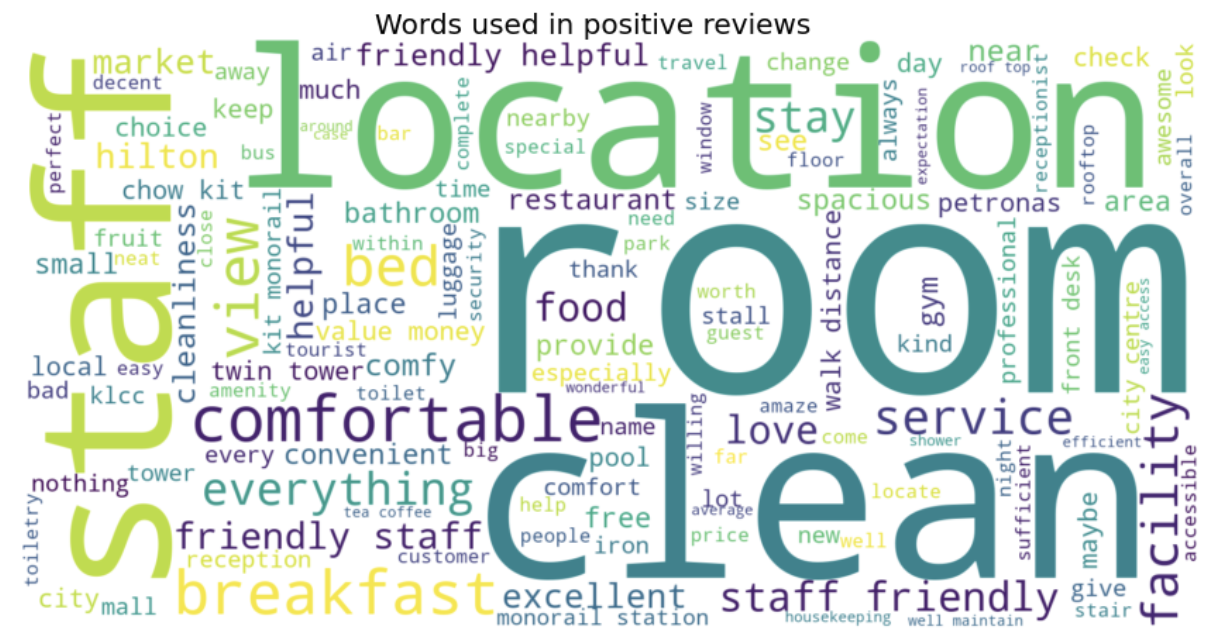 Words used in positive reviews
air
friendly helpful
travel
change
day
near
roof top
check
look
market
away
decent
much
staff
location
keep
around
case
bar
complete
nearby
special
window
stay
see
floor
always
expectation
receptionist
rooftop
awesome
overall
perfect
choice
hilton
bus
chow kit
time
restaurant
size
spacious
petronas
area
fruit
neat
small
cleanliness
close
view
kit monorail
helpful
bathroom
within
bed
luggage
security
need
park
room
thank
place
value money
tourist
food
worth
stall
guest
walk distance
gym
kind
professional
front desk
city centre
easy access
local
easy
bad
klcc
twin tower
comfy
amenity
toilet
provide
especially
wonderful
comfortable
name
willing
amaze
love
come
service
shower
efficient
facility
every
convenient
big
pool
far
clean
night
sufficient
accessible
nothing
tower
everything
tea coffee
comfort
help
free
lot
average
locate
maybe
toiletry
friendly staff
reception
customer
people
iron
price
new
well
city
mall
breakfast
excellent
monorail station
staff friendly
housekeeping
well maintain
give
stair